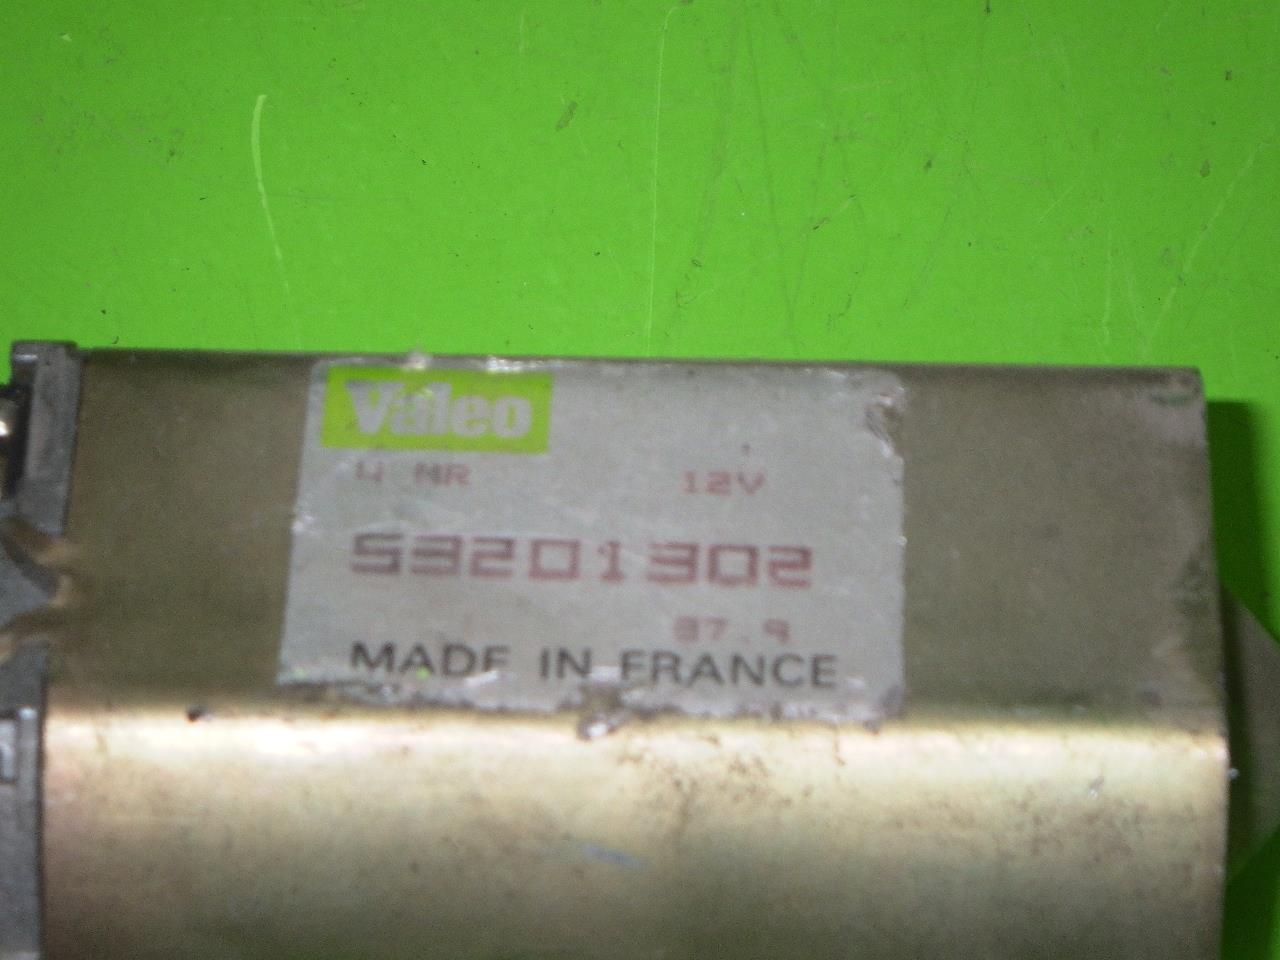 Valeo
4 NR 12V
53201302
87.9
MADE IN FRANCE